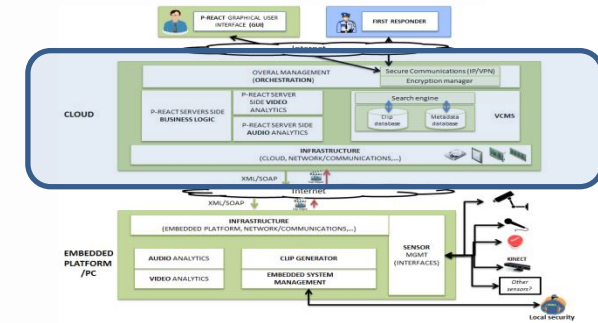 P-REACT GRAPHICAL USER
INTERFACE (GUI)
FIRST RESPONDER
Internet
CLOUD
OVERAL MANAGEMENT
(ORCHESTRATION)
Secure Communications (IP/VPN)
Encryption manager
P-REACT SERVERS SIDE
BUSINESS LOGIC
P-REACT SERVER
SIDE VIDEO
ANALYTICS
P-REACT SERVER SIDE
AUDIO ANALYTICS
Search engine
Clip
database
Metadata
database
VCMS
INFRASTRUCTURE
(CLOUD, NETWORK/COMMUNICATIONS,...)
XML/SOAP
Internet
XML/SOAP
EMBEDDED
PLATFORM
/PC
INFRASTRUCTURE
(EMBEDDED PLATFORM, NETWORK/COMMUNICATIONS,...)
AUDIO ANALYTICS
VIDEO ANALYTICS
CLIP GENERATOR
EMBEDDED SYSTEM
MANAGEMENT
SENSOR
MGMT
(INTERFACES)
KINECT
Other
sensors?
Local security